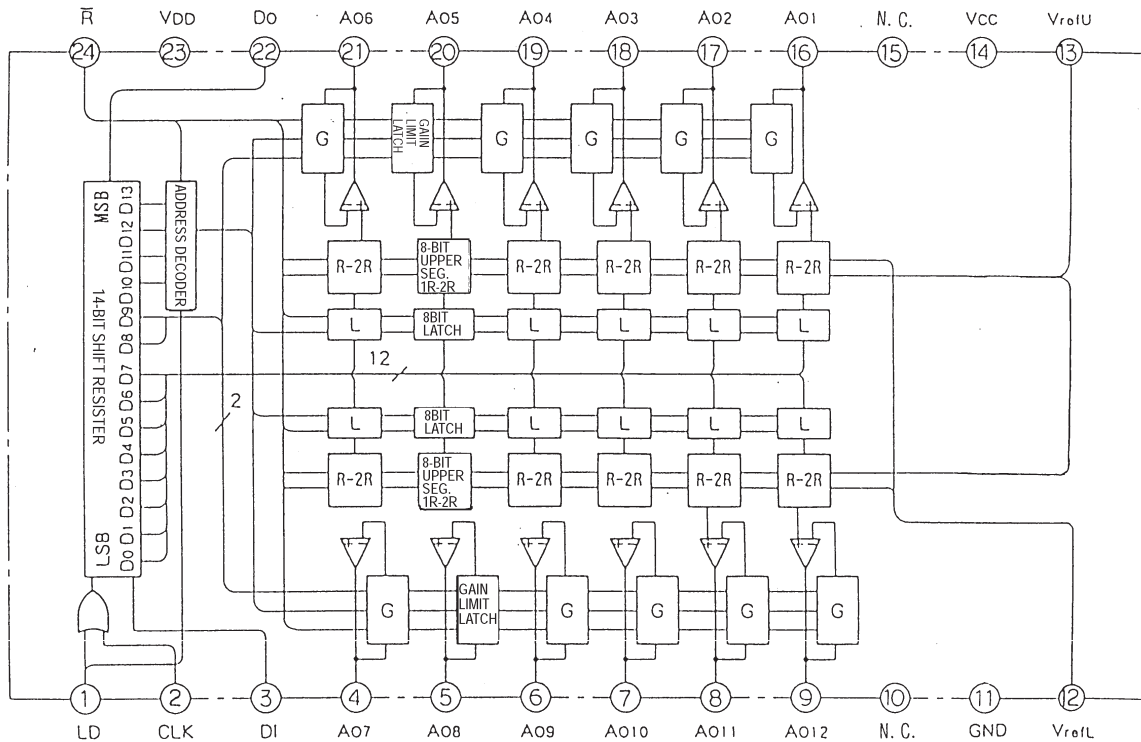 R VDD DO AO6 AO5 AO4 AO3 AO2 AO1 N.C. VCC VrefU
24 23 22 21 20 19 18 17 16 15 14 13
G GAIN LIMIT LATCH G G G G
MSB
14-BIT SHIFT RESISTER
LSB
D13
D12
D11
D10
D9
D8
D7
D6
D5
D4
D3
D2
D1
D0
ADDRESS DECODER
R-2R 8-BIT UPPER SEG. 1R-2R R-2R R-2R R-2R R-2R
L 8BIT LATCH L L L L
12
2
L 8BIT LATCH L L L L
R-2R 8-BIT UPPER SEG. 1R-2R R-2R R-2R R-2R R-2R
G GAIN LIMIT LATCH G G G G
1 2 3 4 5 6 7 8 9 10 11 12
LD CLK DI AO7 AO8 AO9 AO10 AO11 AO12 N.C. GND VrefL